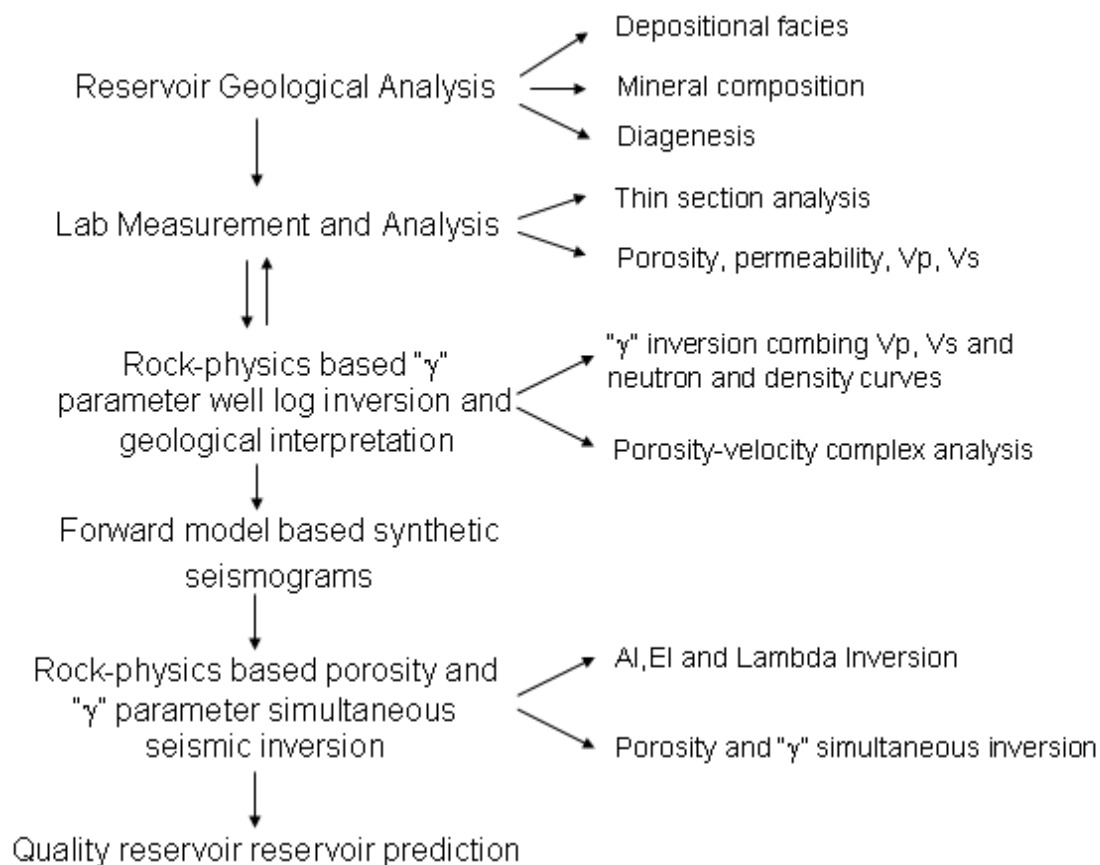 Depositional facies
Reservoir Geological Analysis
Mineral composition
Diagenesis
Thin section analysis
Lab Measurement and Analysis
Porosity, permeability, Vp, Vs
Rock-physics based "γ"
parameter well log inversion and
geological interpretation
"γ" inversion combing Vp, Vs and
neutron and density curves
Porosity-velocity complex analysis
Forward model based synthetic
seismograms
Rock-physics based porosity and
"γ" parameter simultaneous
seismic inversion
AI,EI and Lambda Inversion
Porosity and "γ" simultaneous inversion
Quality reservoir reservoir prediction